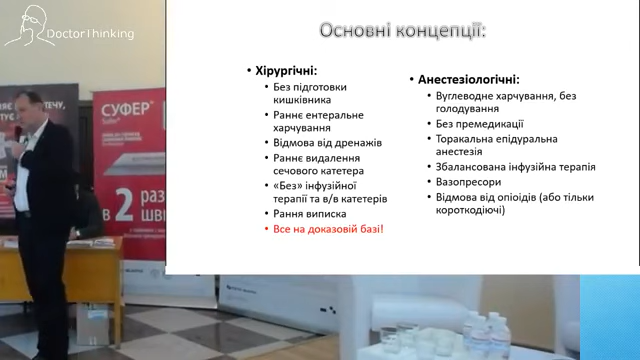 DoctorThinking
Основні концепції:
• Хірургічні:
• Без підготовки
кишківника
• Раннє ентеральне
харчування
• Відмова від дренажів
• Раннє видалення
сечового катетера
• «Без» інфузійної
терапії та в/в катетерів
• Рання виписка
• Все на доказовій базі!
• Анестезіологічні:
• Вуглеводне харчування, без
голодування
• Без премедикації
• Торакальна епідуральна
анестезія
• Збалансована інфузійна терапія
• Вазопресори
• Відмова від опіоідів (або тільки
короткодіючі)
СУФЕР®
в 2 раз
шв